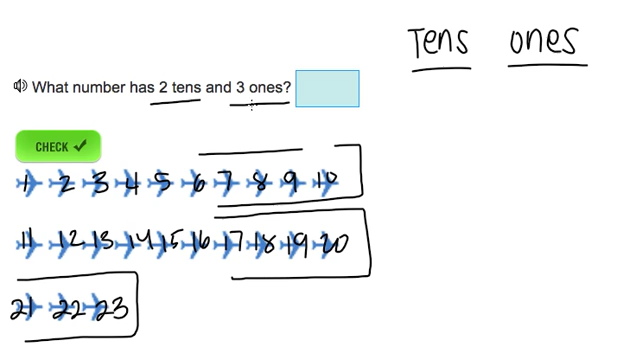 Tens ones
What number has 2 tens and 3 ones?
CHECK
1 2 3 4 5 6 7 8 9 10
11 12 13 14 15 16 17 18 19 20
21 22 23